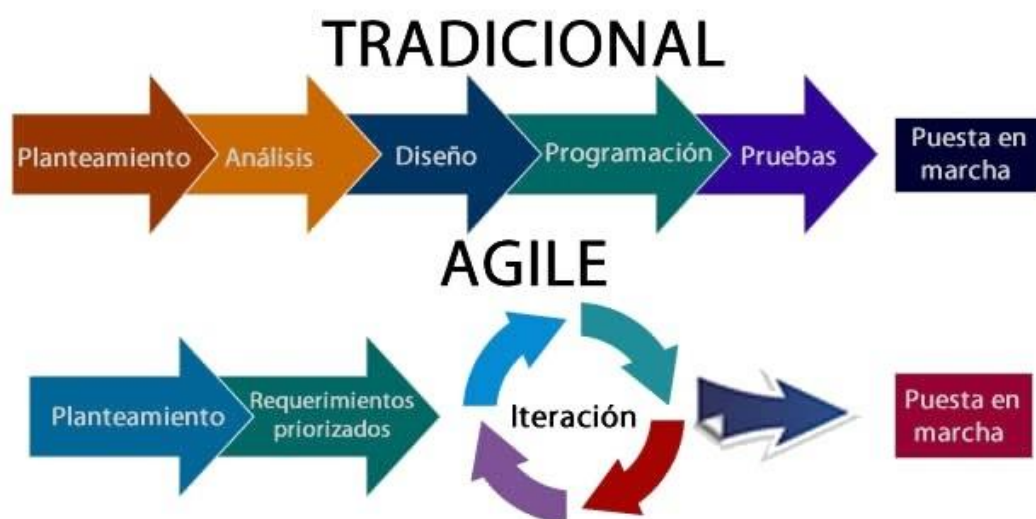 TRADICIONAL
Planteamiento
Análisis
Diseño
Programación
Pruebas
Puesta en
marcha
AGILE
Planteamiento
Requerimientos
priorizados
Iteración
Puesta en
marcha